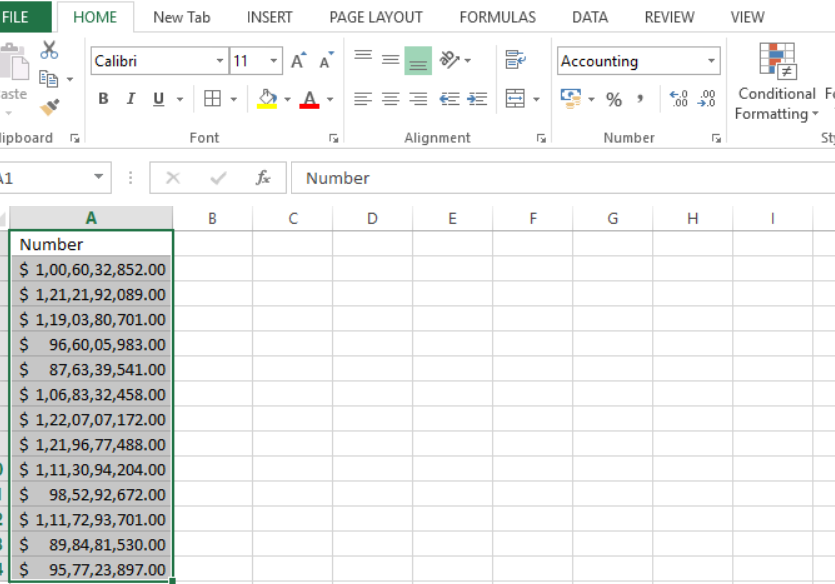 FILE HOME New Tab INSERT PAGE LAYOUT FORMULAS DATA REVIEW VIEW
Calibri 11 A A Accounting
aste B I U A % , .0 .00 .00 .0 Conditional Fo
Formatting
lipboard Font Alignment Number Sty
A1 fx Number
A B C D E F G H I
Number
$ 1,00,60,32,852.00
$ 1,21,21,92,089.00
$ 1,19,03,80,701.00
$ 96,60,05,983.00
$ 87,63,39,541.00
$ 1,06,83,32,458.00
$ 1,22,07,07,172.00
$ 1,21,96,77,488.00
0 $ 1,11,30,94,204.00
1 $ 98,52,92,672.00
2 $ 1,11,72,93,701.00
3 $ 89,84,81,530.00
4 $ 95,77,23,897.00